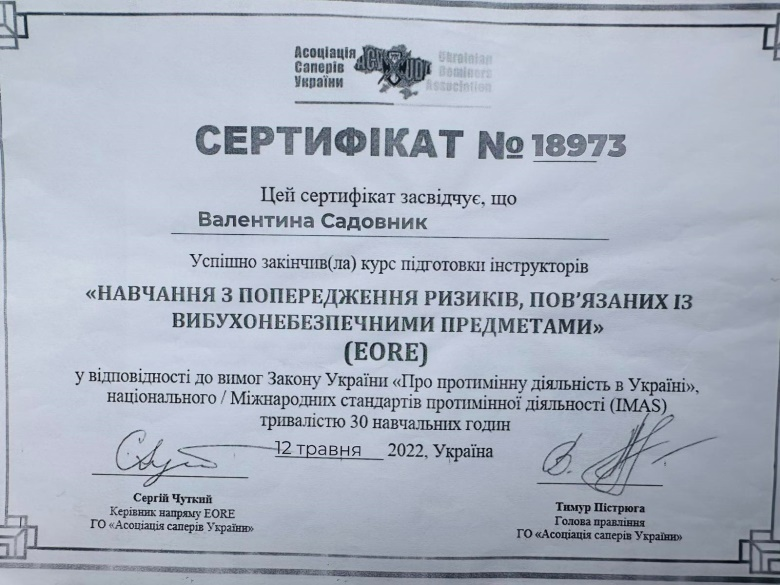 Асоціація
Саперів
України
Ukrainian
Deminers
Association
СЕРТИФІКАТ № 18973
Цей сертифікат засвідчує, що
Валентина Садовник
Успішно закінчив(ла) курс підготовки інструкторів
«НАВЧАННЯ З ПОПЕРЕДЖЕННЯ РИЗИКІВ, ПОВ’ЯЗАНИХ ІЗ
ВИБУХОНЕБЕЗПЕЧНИМИ ПРЕДМЕТАМИ»
(EORE)
у відповідності до вимог Закону України «Про протимінну діяльність в Україні»,
національного / Міжнародних стандартів протимінної діяльності (IMAS)
тривалістю 30 навчальних годин
12 травня 2022, Україна
Сергій Чуткий
Керівник напряму EORE
ГО «Асоціація саперів України»
Тимур Пістрюга
Голова правління
ГО «Асоціація саперів України»